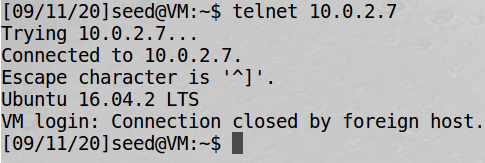 [09/11/20]seed@VM:~$ telnet 10.0.2.7
Trying 10.0.2.7...
Connected to 10.0.2.7.
Escape character is '^]'.
Ubuntu 16.04.2 LTS
VM login: Connection closed by foreign host.
[09/11/20]seed@VM:~$